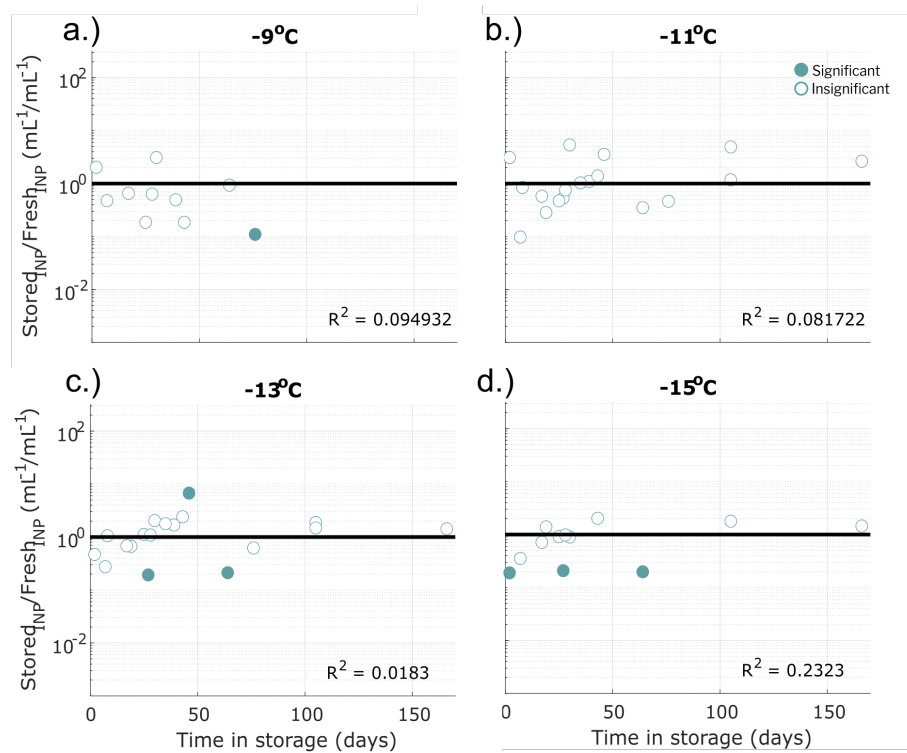 a.)
-9°C
b.)
-11°C
Significant
Insignificant
Stored_INP/Fresh_INP (mL⁻¹/mL⁻¹)
10²
10⁰
10⁻²
R² = 0.094932
R² = 0.081722
c.)
-13°C
d.)
-15°C
Stored_INP/Fresh_INP (mL⁻¹/mL⁻¹)
10²
10⁰
10⁻²
R² = 0.0183
R² = 0.2323
0 50 100 150
0 50 100 150
Time in storage (days)
Time in storage (days)